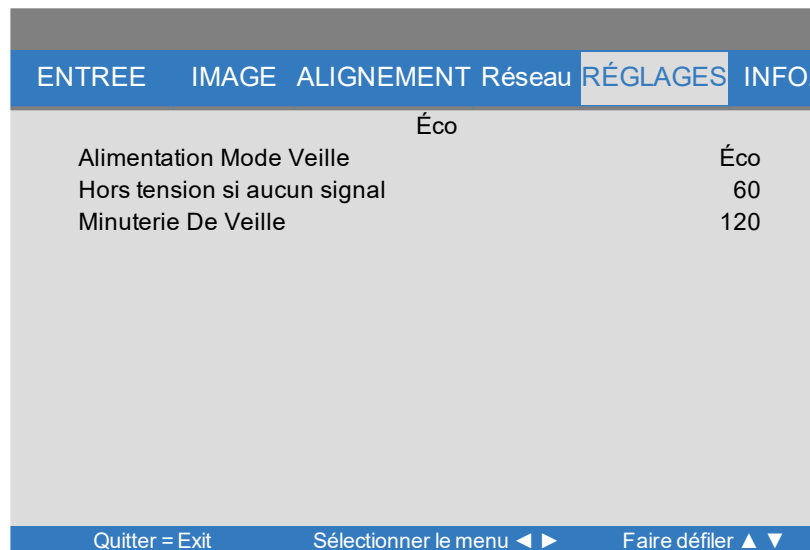 ENTREE IMAGE ALIGNEMENT Réseau RÉGLAGES INFO.
Éco
Alimentation Mode Veille Éco
Hors tension si aucun signal 60
Minuterie De Veille 120
Quitter = Exit Sélectionner le menu ◄ ► Faire défiler ▲ ▼